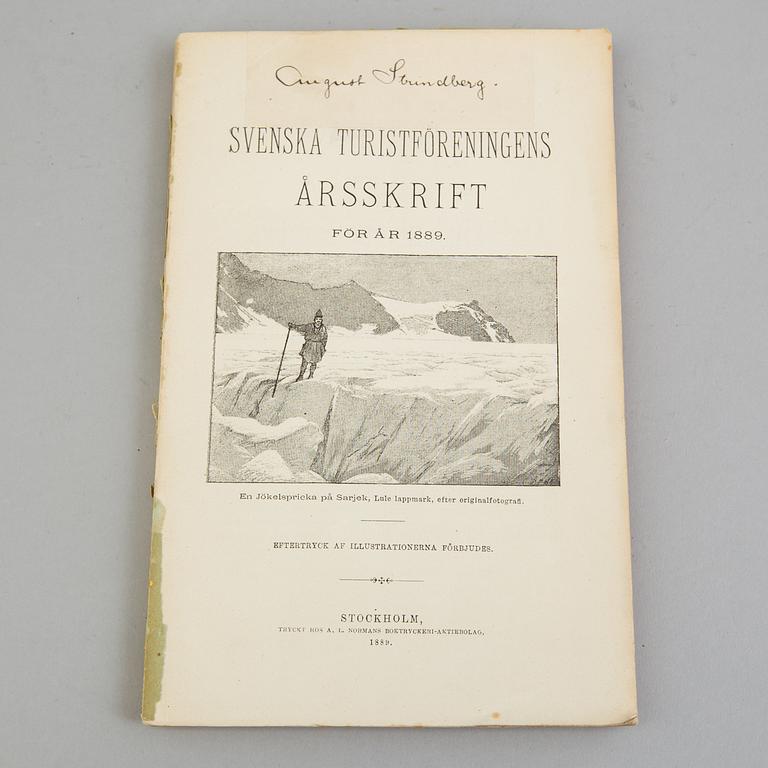 August Strindberg.
SVENSKA TURISTFÖRENINGENS
ÅRSSKRIFT
FÖR ÅR 1889.
En Jökelspricka på Sarjek, Lule lappmark, efter originalfotografi.
EFTERTRYCK AF ILLUSTRATIONERNA FÖRBJUDES.
STOCKHOLM,
TRYCKT HOS A. L. NORMANS BOKTRYCKERI-AKTIEBOLAG,
1889.